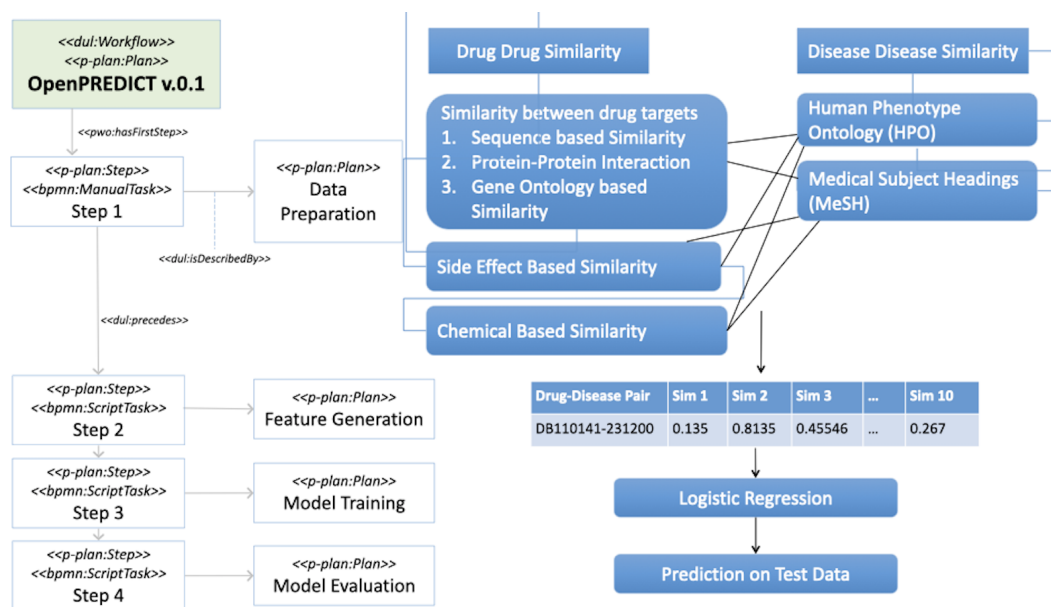 <<dul:Workflow>>
<<p-plan:Plan>>
OpenPREDICT v.0.1
<<pwo:hasFirstStep>>
<<p-plan:Step>>
<<bpmn:ManualTask>>
Step 1
<<p-plan:Plan>>
Data
Preparation
<<dul:isDescribedBy>>
<<dul:precedes>>
<<p-plan:Step>>
<<bpmn:ScriptTask>>
Step 2
<<p-plan:Plan>>
Feature Generation
<<p-plan:Step>>
<<bpmn:ScriptTask>>
Step 3
<<p-plan:Plan>>
Model Training
<<p-plan:Step>>
<<bpmn:ScriptTask>>
Step 4
<<p-plan:Plan>>
Model Evaluation
Drug Drug Similarity
Similarity between drug targets
1. Sequence based Similarity
2. Protein-Protein Interaction
3. Gene Ontology based
Similarity
Side Effect Based Similarity
Chemical Based Similarity
Disease Disease Similarity
Human Phenotype
Ontology (HPO)
Medical Subject Headings
(MeSH)
Drug-Disease Pair Sim 1 Sim 2 Sim 3 ... Sim 10
DB110141-231200 0.135 0.8135 0.45546 ... 0.267
Logistic Regression
Prediction on Test Data